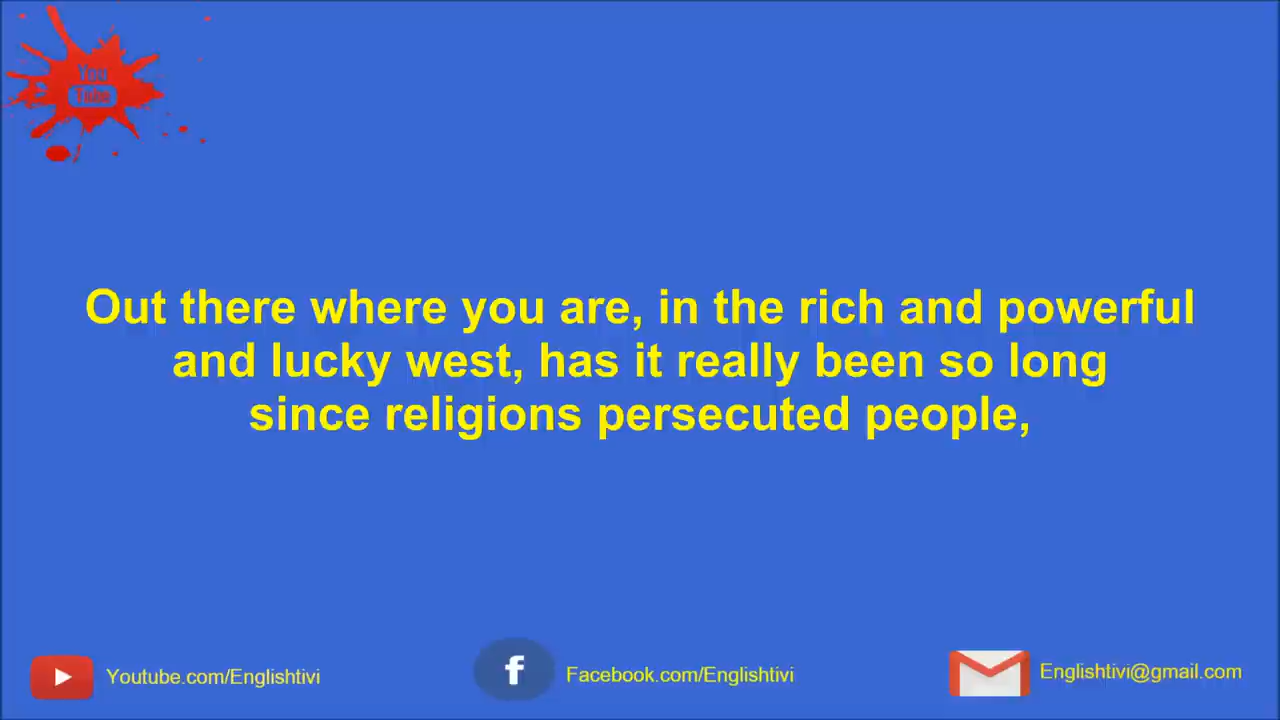 You
Tube
Out there where you are, in the rich and powerful
and lucky west, has it really been so long
since religions persecuted people,
Youtube.com/Englishtivi
f
Facebook.com/Englishtivi
Englishtivi@gmail.com